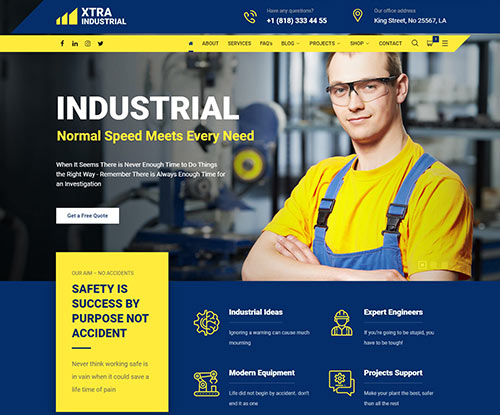 XTRA
INDUSTRIAL
Have any questions?
+1 (818) 333 44 55
Our office addreea
King Street, No 25567, LA
ABOUT SERVICES FAQ's BLOG PROJECTS SHOP CONTACT
INDUSTRIAL
Normal Speed Meets Every Need
When It Seems There is Never Enough Time to Do Things
the Right Way - Remember There is Always Enough Time for
an Investigation
Get a Free Quote
OUR AIM – NO ACCIDENTS
SAFETY IS
SUCCESS BY
PURPOSE NOT
ACCIDENT
Never think working safe is
in vain when it could save a
life time of pain
Industrial Ideas
Ignoring a warning can cause much
mourning
Expert Engineers
If you're going to be stupid, you
have to be tough!
Modern Equipment
Life did not begin by accident, don't
end it as one
Projects Support
Make your plant the best, safer
than all the rest